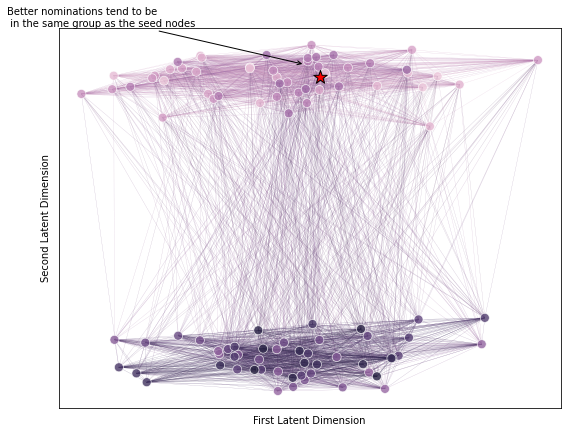 Better nominations tend to be
in the same group as the seed nodes
Second Latent Dimension
First Latent Dimension